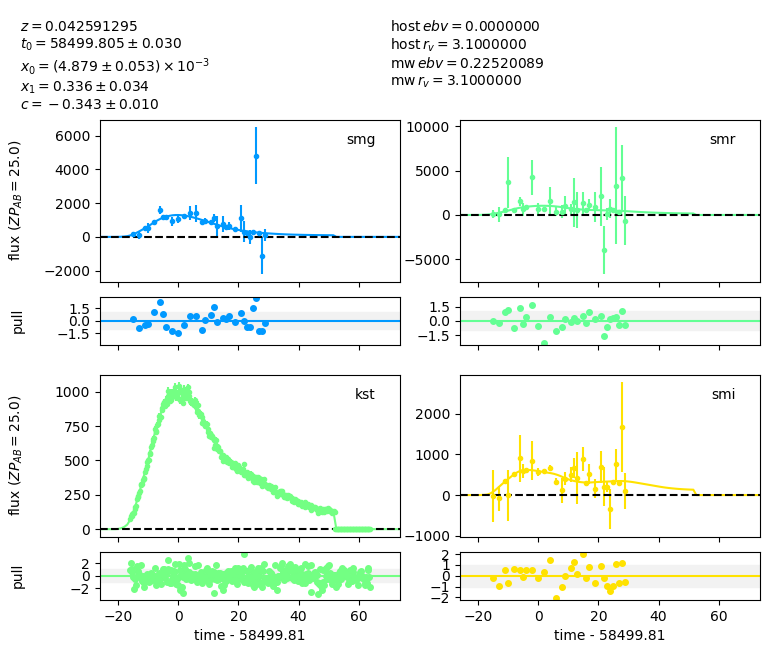 z = 0.042591295
t₀ = 58499.805 ± 0.030
x₀ = (4.879 ± 0.053) × 10⁻³
x₁ = 0.336 ± 0.034
c = −0.343 ± 0.010
host ebv = 0.0000000
host r_v = 3.1000000
mw ebv = 0.22520089
mw r_v = 3.1000000
smg
flux (ZP_AB = 25.0)
6000
4000
2000
0
−2000
smr
10000
5000
0
−5000
pull
1.5
0.0
−1.5
1.5
0.0
−1.5
kst
flux (ZP_AB = 25.0)
1000
750
500
250
0
smi
2000
1000
0
−1000
pull
2
0
−2
−20 0 20 40 60
time - 58499.81
2
1
0
−1
−2
−20 0 20 40 60
time - 58499.81